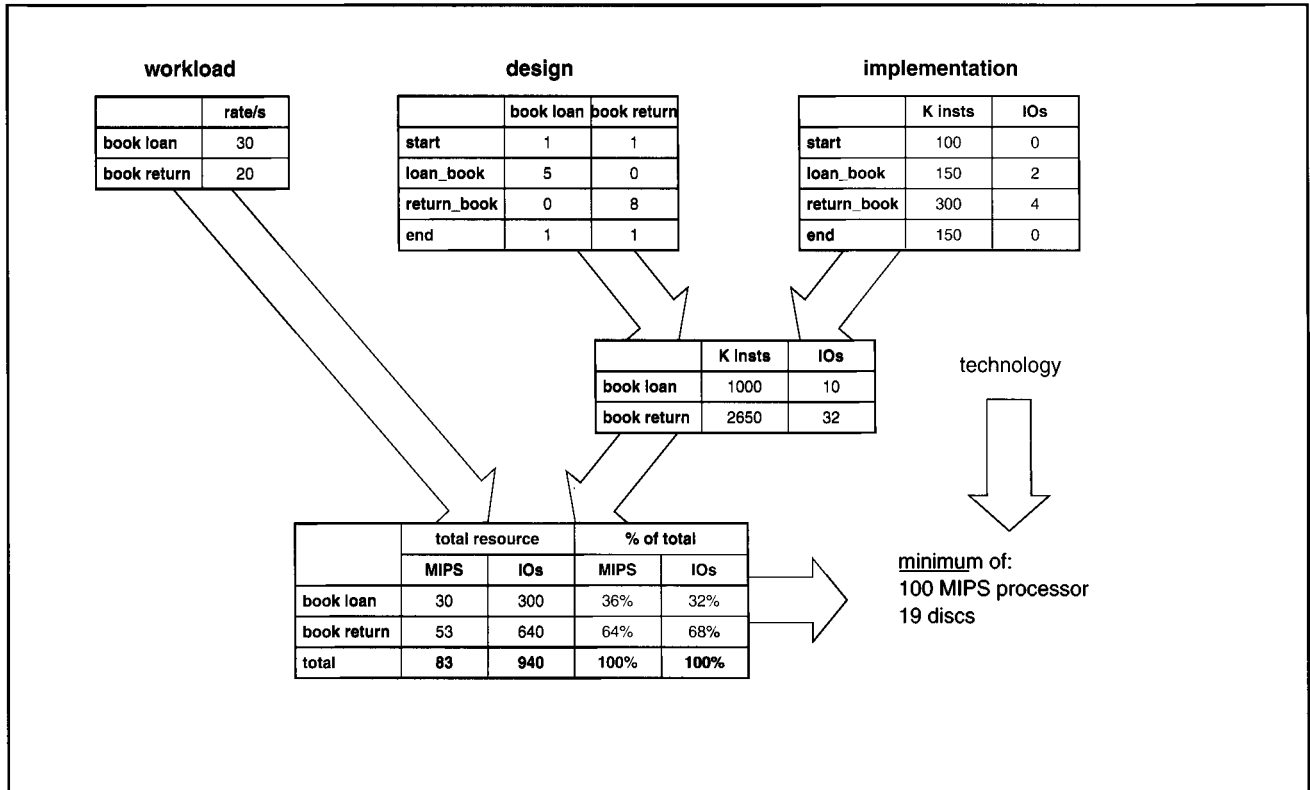 workload
rate/s
book loan 30
book return 20
design
book loan book return
start 1 1
loan_book 5 0
return_book 0 8
end 1 1
implementation
K insts IOs
start 100 0
loan_book 150 2
return_book 300 4
end 150 0
K insts IOs
book loan 1000 10
book return 2650 32
technology
total resource % of total
MIPS IOs MIPS IOs
book loan 30 300 36% 32%
book return 53 640 64% 68%
total 83 940 100% 100%
minimum of:
100 MIPS processor
19 discs